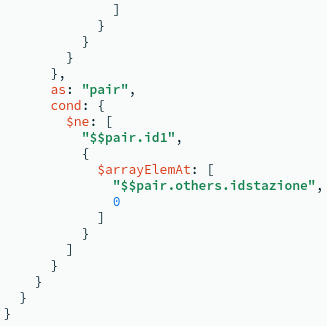 ]
              }
            }
          }
        },
        as: "pair",
        cond: {
          $ne: [
            "$$pair.id1",
            {
              $arrayElemAt: [
                "$$pair.others.idstazione",
                0
              ]
            }
          ]
        }
      }
    }
  }